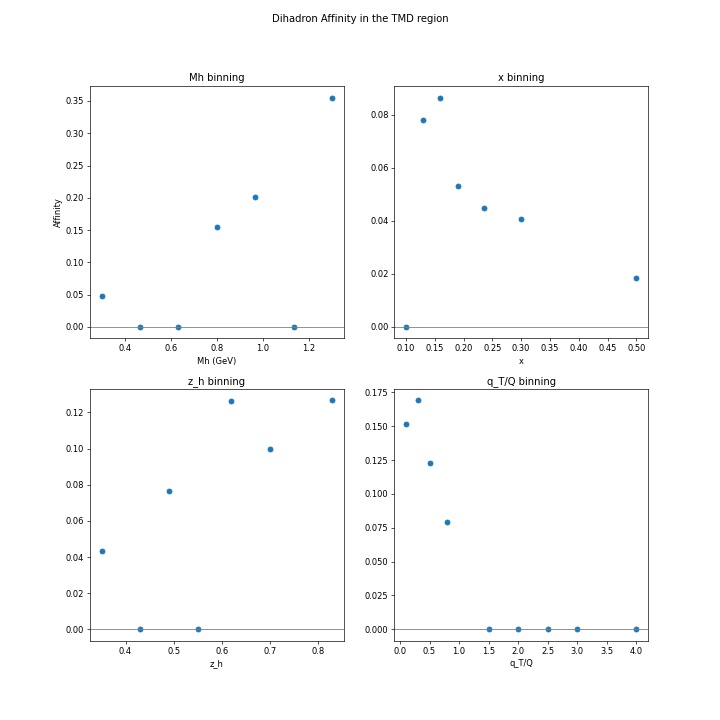 Dihadron Affinity in the TMD region
Mh binning
0.35
0.30
0.25
0.20
0.15
0.10
0.05
0.00
Affinity
0.4 0.6 0.8 1.0 1.2
Mh (GeV)
x binning
0.08
0.06
0.04
0.02
0.00
0.10 0.15 0.20 0.25 0.30 0.35 0.40 0.45 0.50
x
z_h binning
0.12
0.10
0.08
0.06
0.04
0.02
0.00
0.4 0.5 0.6 0.7 0.8
z_h
q_T/Q binning
0.175
0.150
0.125
0.100
0.075
0.050
0.025
0.000
0.0 0.5 1.0 1.5 2.0 2.5 3.0 3.5 4.0
q_T/Q